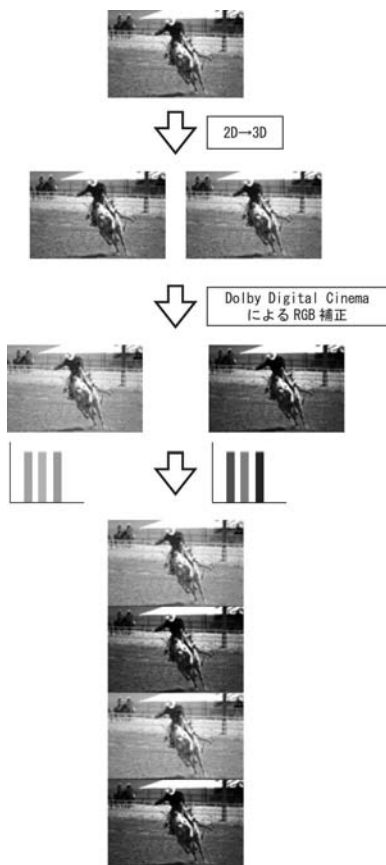 2D→3D
Dolby Digital Cinema
による RGB 補正